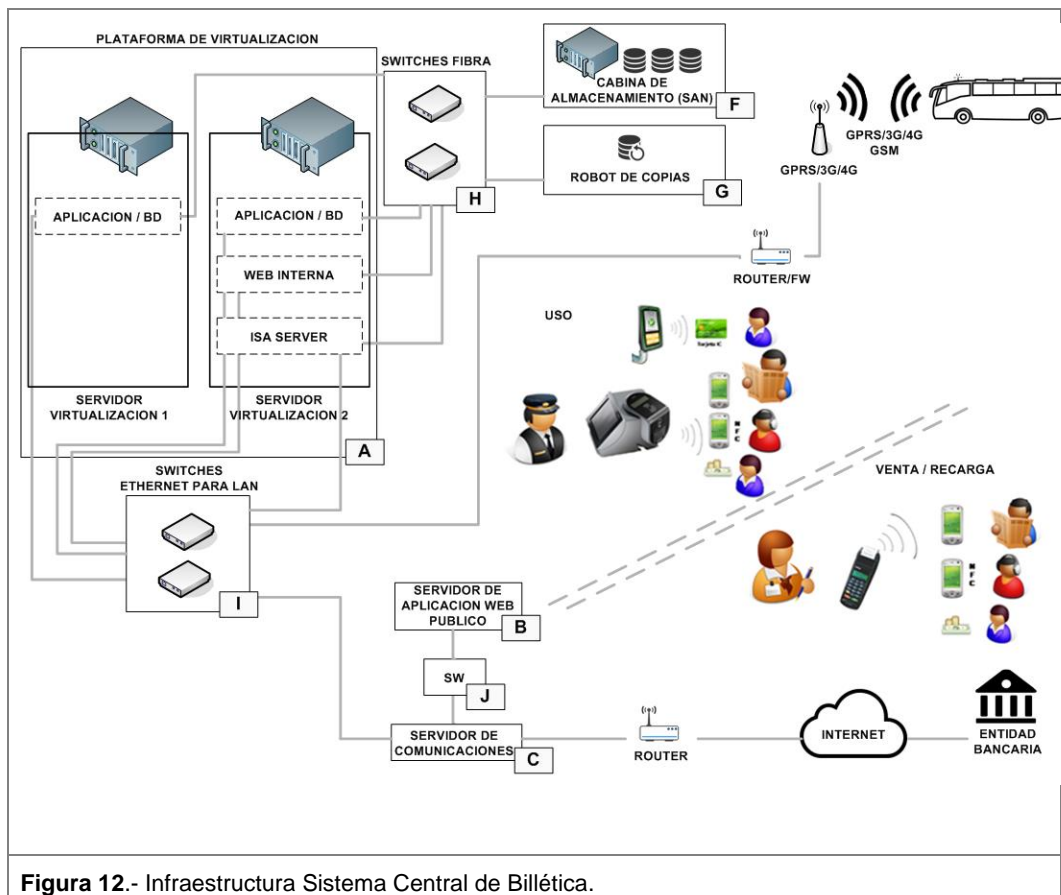 PLATAFORMA DE VIRTUALIZACION
SWITCHES FIBRA
CABINA DE
ALMACENAMIENTO (SAN)
F
ROBOT DE COPIAS
G
H
GPRS/3G/4G
GSM
GPRS/3G/4G
APLICACION / BD
APLICACION / BD
WEB INTERNA
ISA SERVER
SERVIDOR
VIRTUALIZACION 1
SERVIDOR
VIRTUALIZACION 2
A
ROUTER/FW
USO
Tarjeta C
NFC
VENTA / RECARGA
NFC
SWITCHES
ETHERNET PARA LAN
I
SERVIDOR DE
APLICACION WEB
PUBLICO
B
SW
J
SERVIDOR DE
COMUNICACIONES
C
ROUTER
INTERNET
ENTIDAD
BANCARIA
Figura 12.- Infraestructura Sistema Central de Billética.